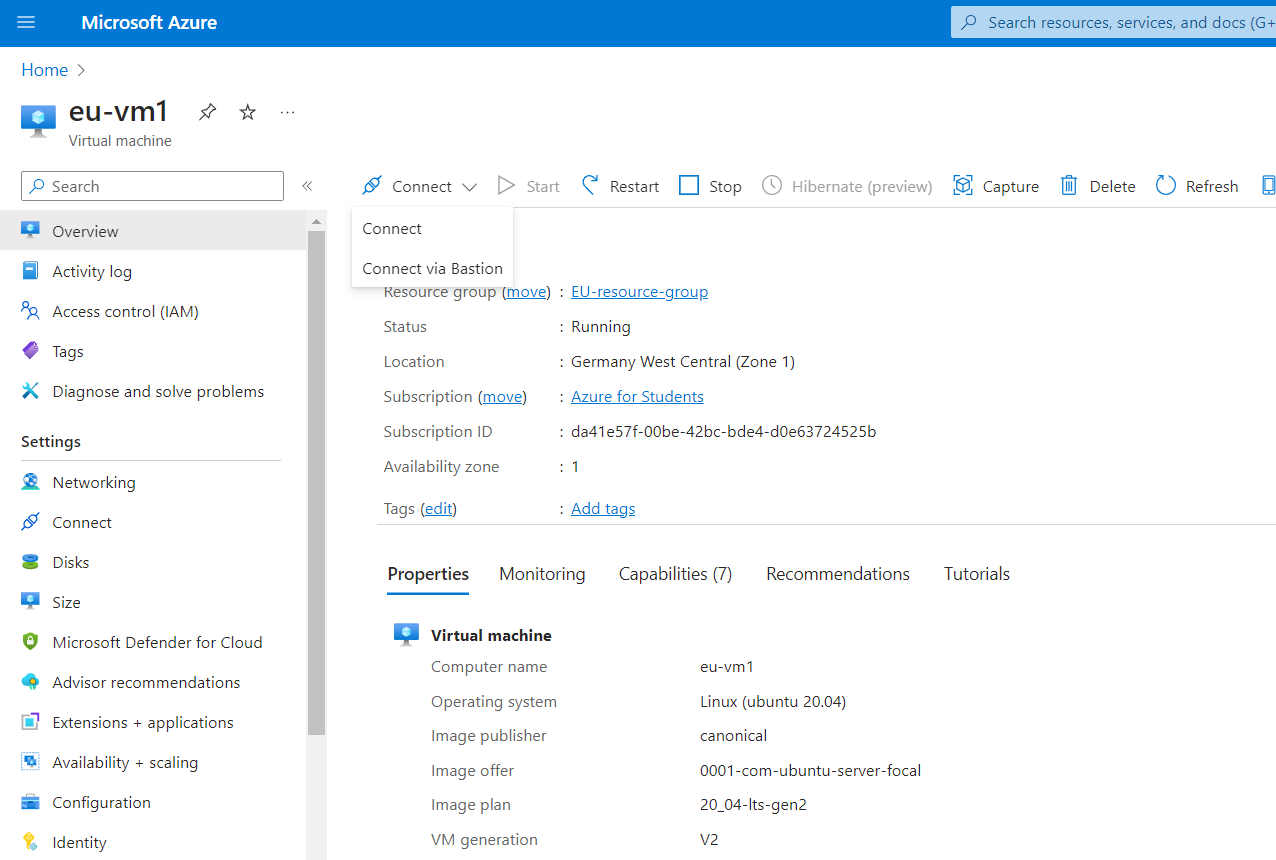 Microsoft Azure
Search resources, services, and docs (G+
Home
eu-vm1
Virtual machine
Search
Connect Start Restart Stop Hibernate (preview) Capture Delete Refresh
Connect
Connect via Bastion
Overview
Activity log
Access control (IAM)
Tags
Diagnose and solve problems
Settings
Networking
Connect
Disks
Size
Microsoft Defender for Cloud
Advisor recommendations
Extensions + applications
Availability + scaling
Configuration
Identity
Resource group (move) : EU-resource-group
Status : Running
Location : Germany West Central (Zone 1)
Subscription (move) : Azure for Students
Subscription ID : da41e57f-00be-42bc-bde4-d0e63724525b
Availability zone : 1
Tags (edit) : Add tags
Properties Monitoring Capabilities (7) Recommendations Tutorials
Virtual machine
Computer name eu-vm1
Operating system Linux (ubuntu 20.04)
Image publisher canonical
Image offer 0001-com-ubuntu-server-focal
Image plan 20_04-lts-gen2
VM generation V2